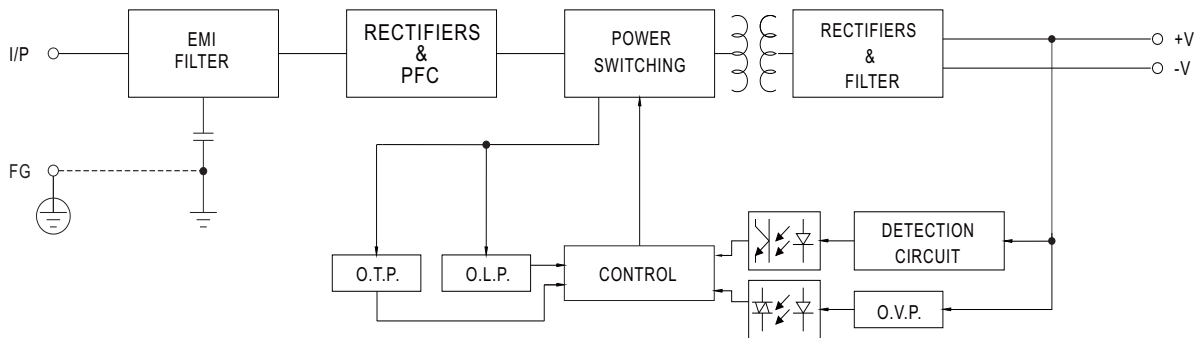 I/P
EMI
FILTER
RECTIFIERS
&
PFC
POWER
SWITCHING
RECTIFIERS
&
FILTER
+V
-V
FG
O.T.P.
O.L.P.
CONTROL
DETECTION
CIRCUIT
O.V.P.